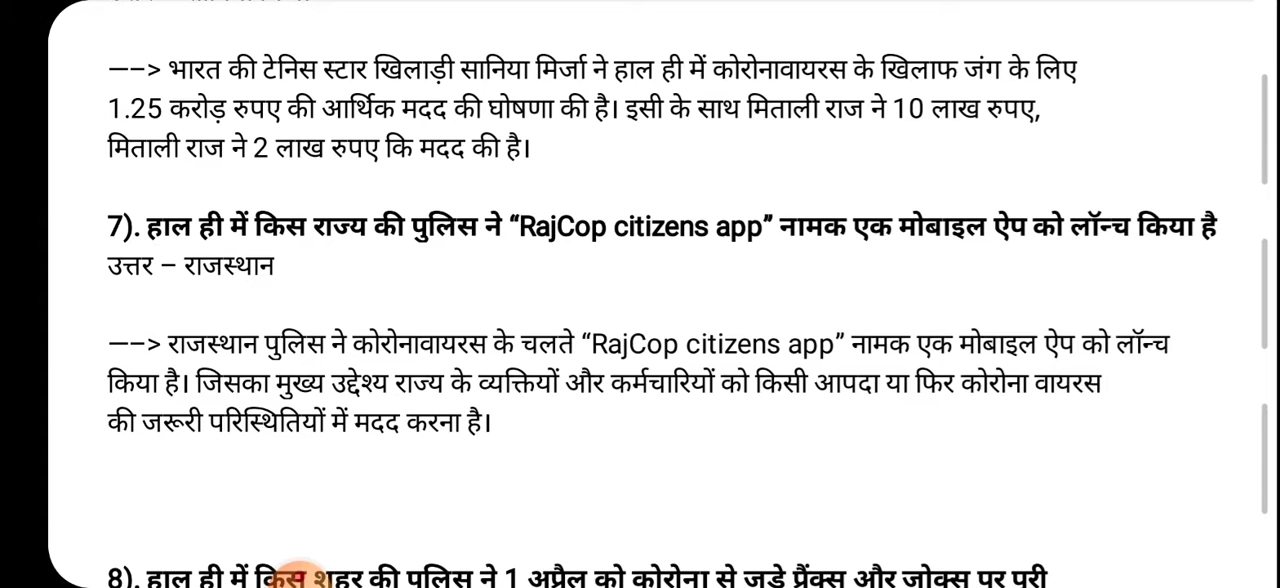 ––> भारत की टेनिस स्टार खिलाड़ी सानिया मिर्जा ने हाल ही में कोरोनावायरस के खिलाफ जंग के लिए
1.25 करोड़ रुपए की आर्थिक मदद की घोषणा की है। इसी के साथ मिताली राज ने 10 लाख रुपए,
मिताली राज ने 2 लाख रुपए कि मदद की है।
7). हाल ही में किस राज्य की पुलिस ने “RajCop citizens app” नामक एक मोबाइल ऐप को लॉन्च किया है
उत्तर – राजस्थान
––> राजस्थान पुलिस ने कोरोनावायरस के चलते “RajCop citizens app” नामक एक मोबाइल ऐप को लॉन्च
किया है। जिसका मुख्य उद्देश्य राज्य के व्यक्तियों और कर्मचारियों को किसी आपदा या फिर कोरोना वायरस
की जरूरी परिस्थितियों में मदद करना है।
8). हाल ही में किस शहर की पुलिस ने 1 अप्रैल को कोरोना से जुड़े प्रैंक्स और जोक्स पर पूरी